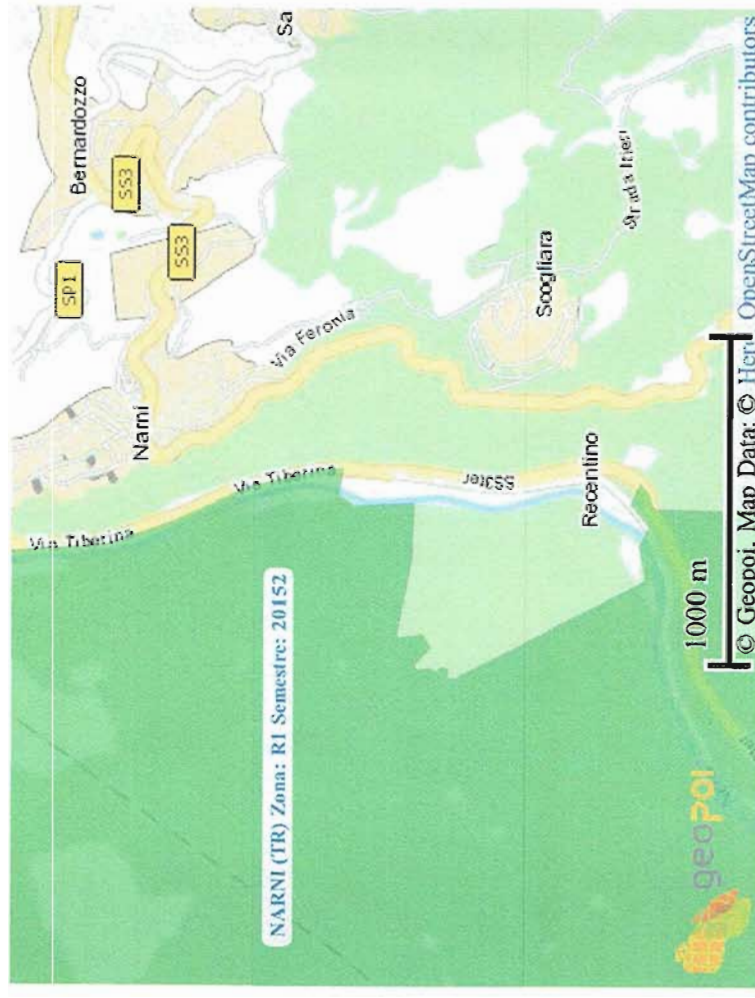 Sa
Bernardozzo
SS3
SP1
SS3
Via Feronia
Narni
Scogliara
Strada Itieli
Via Tiberina
Via Tiberina
SS3ter
Recentino
NARNI (TR) Zona: R1 Semestre: 20152
1000 m
geopoi
© Geopoi, Map Data: © Here, OpenStreetMap contributors